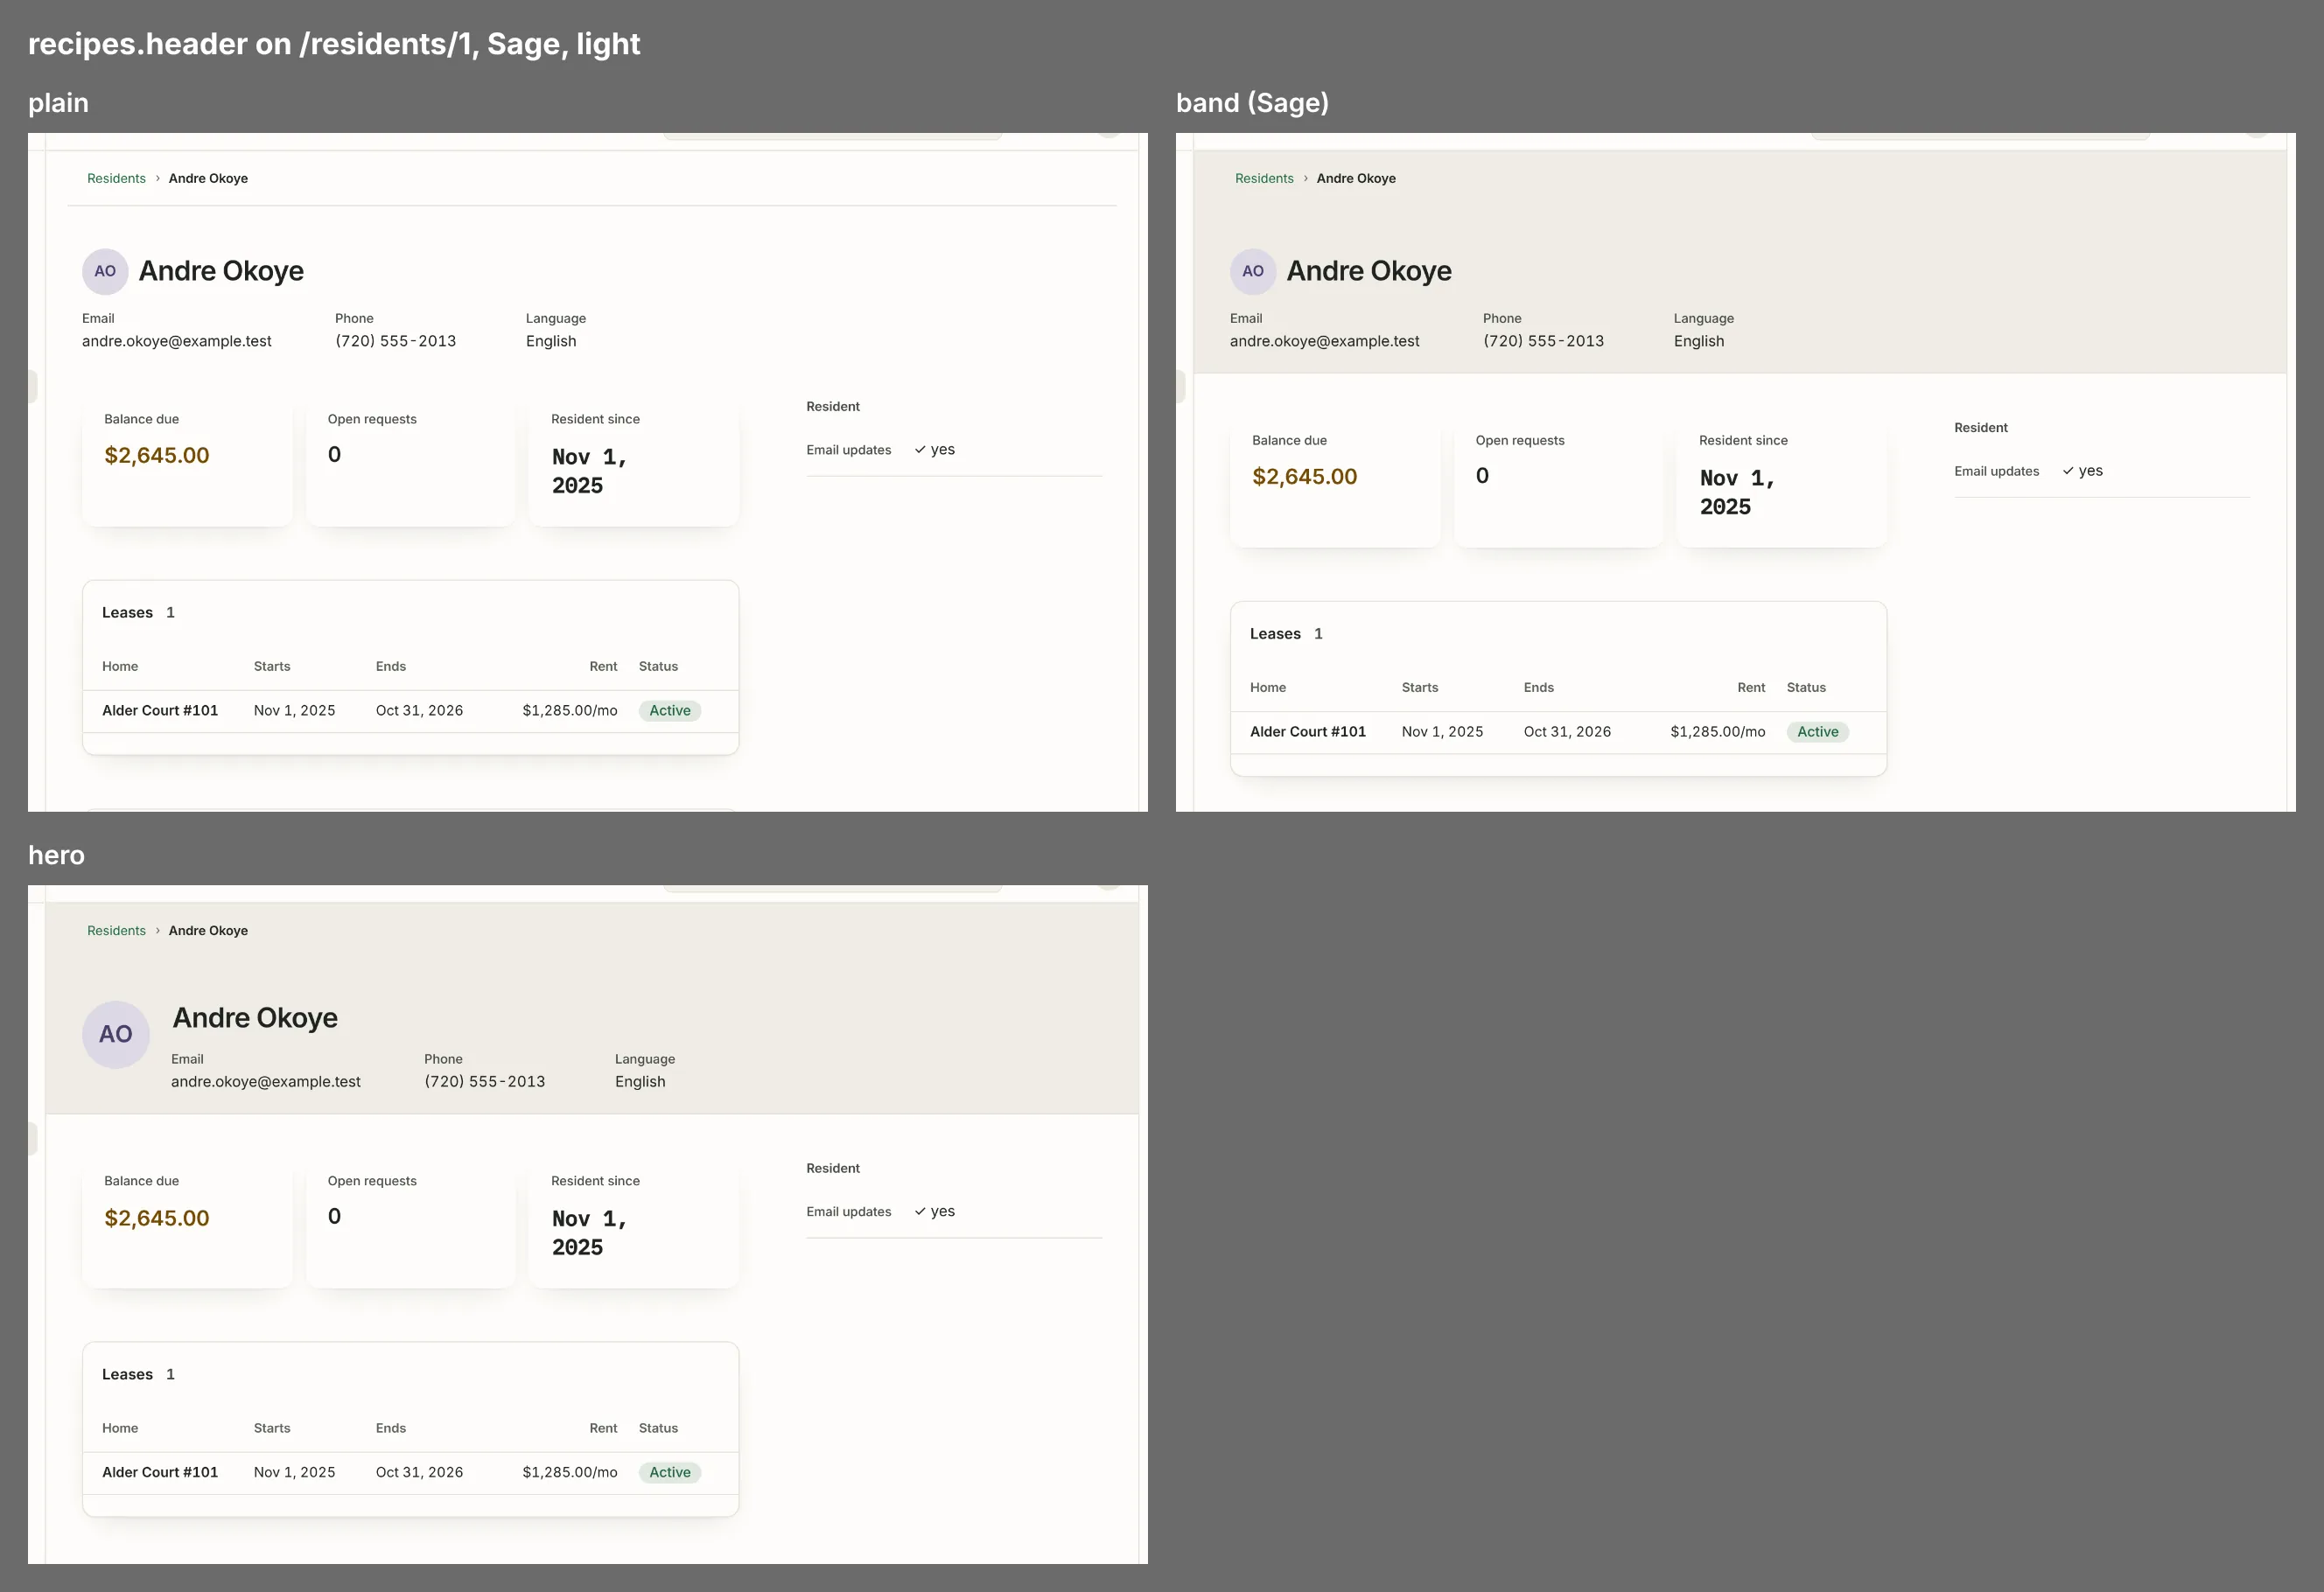 recipes.header on /residents/1, Sage, light
plain
Residents › Andre Okoye
AO Andre Okoye
Email Phone Language
andre.okoye@example.test (720) 555-2013 English
Balance due Open requests Resident since
$2,645.00 0 Nov 1,
2025
Resident
Email updates ✓ yes
Leases 1
Home Starts Ends Rent Status
Alder Court #101 Nov 1, 2025 Oct 31, 2026 $1,285.00/mo Active
band (Sage)
Residents › Andre Okoye
AO Andre Okoye
Email Phone Language
andre.okoye@example.test (720) 555-2013 English
Balance due Open requests Resident since
$2,645.00 0 Nov 1,
2025
Resident
Email updates ✓ yes
Leases 1
Home Starts Ends Rent Status
Alder Court #101 Nov 1, 2025 Oct 31, 2026 $1,285.00/mo Active
hero
Residents › Andre Okoye
AO Andre Okoye
Email Phone Language
andre.okoye@example.test (720) 555-2013 English
Balance due Open requests Resident since
$2,645.00 0 Nov 1,
2025
Resident
Email updates ✓ yes
Leases 1
Home Starts Ends Rent Status
Alder Court #101 Nov 1, 2025 Oct 31, 2026 $1,285.00/mo Active